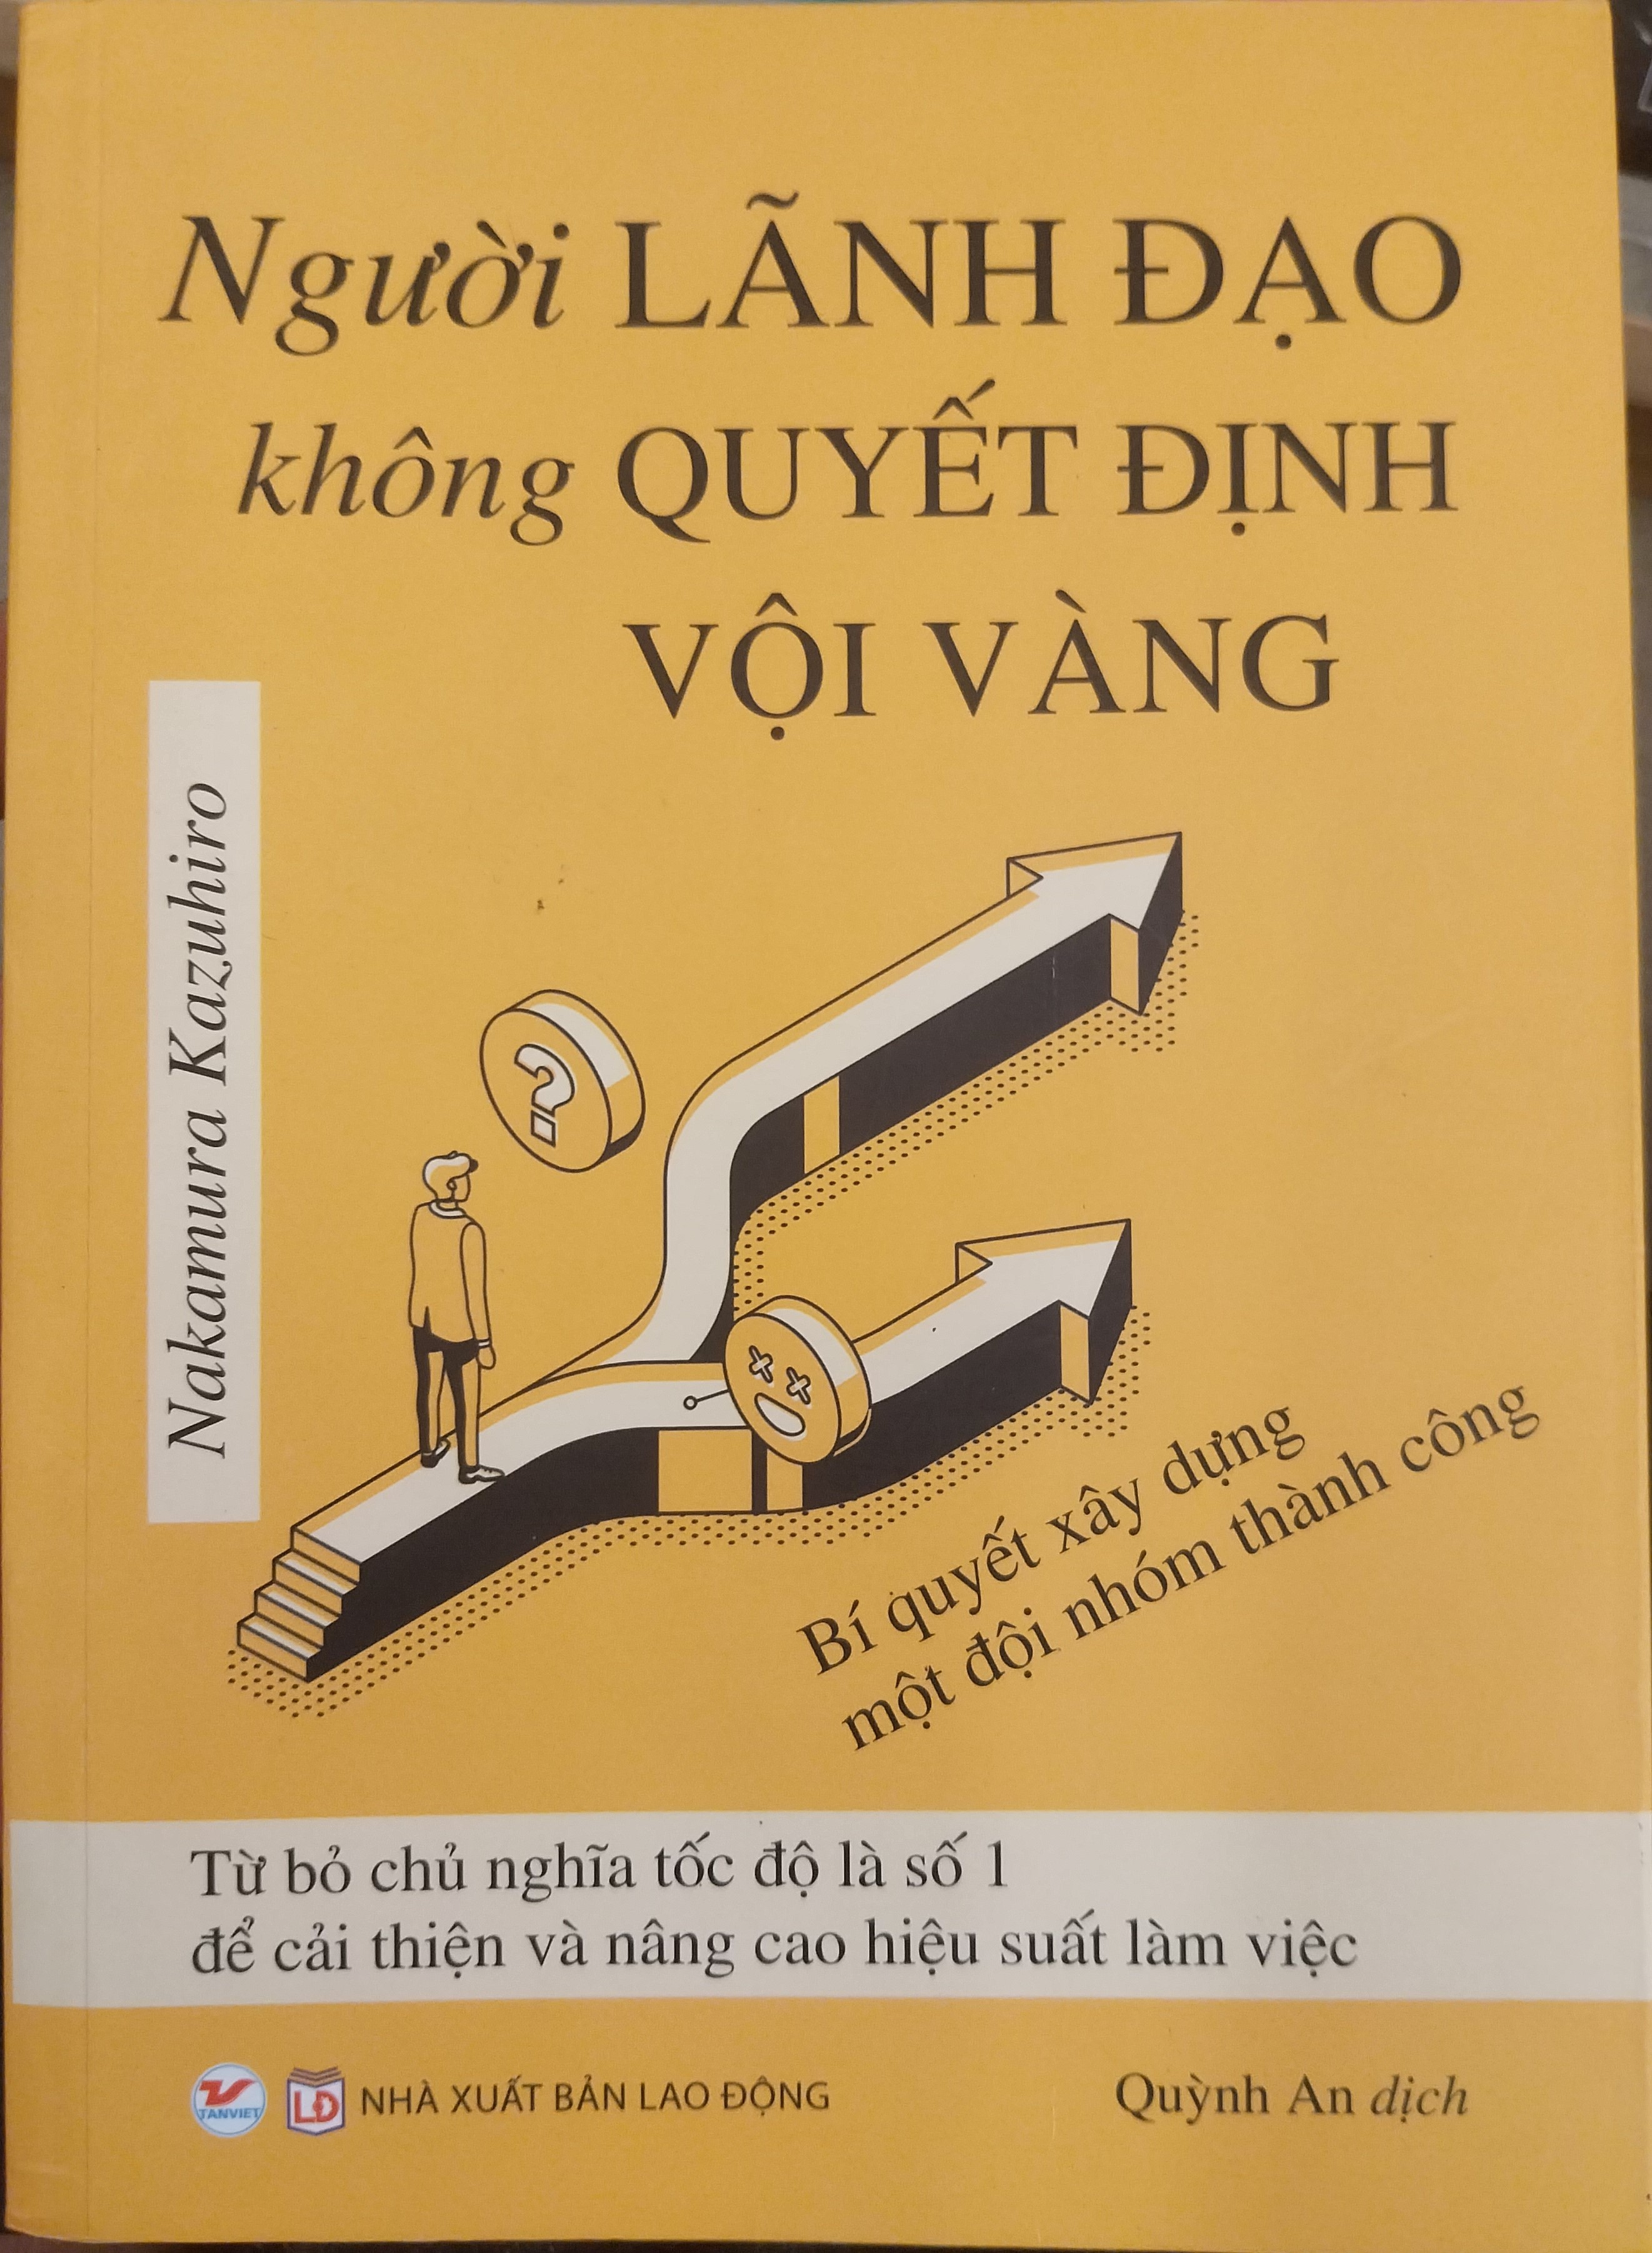 Người LÃNH ĐẠO
không QUYẾT ĐỊNH
VỘI VÀNG
Nakamura Kazuhiro
?
Bí quyết xây dựng
một đội nhóm thành công
Từ bỏ chủ nghĩa tốc độ là số 1
để cải thiện và nâng cao hiệu suất làm việc
TANVIET
LĐ
NHÀ XUẤT BẢN LAO ĐỘNG
Quỳnh An dịch